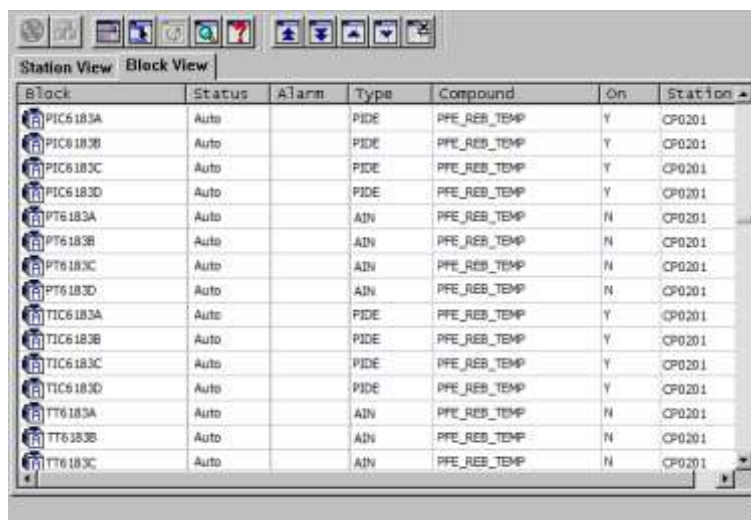 Station View Block View
Block Status Alarm Type Compound On Station
PIC6183A Auto PIDE PFE_REB_TEMP Y CP0201
PIC6183B Auto PIDE PFE_REB_TEMP Y CP0201
PIC6183C Auto PIDE PFE_REB_TEMP Y CP0201
PIC6183D Auto PIDE PFE_REB_TEMP Y CP0201
PT6183A Auto AIN PFE_REB_TEMP N CP0201
PT6183B Auto AIN PFE_REB_TEMP N CP0201
PT6183C Auto AIN PFE_REB_TEMP N CP0201
PT6183D Auto AIN PFE_REB_TEMP N CP0201
TIC6183A Auto PIDE PFE_REB_TEMP Y CP0201
TIC6183B Auto PIDE PFE_REB_TEMP Y CP0201
TIC6183C Auto PIDE PFE_REB_TEMP Y CP0201
TIC6183D Auto PIDE PFE_REB_TEMP Y CP0201
TT6183A Auto AIN PFE_REB_TEMP N CP0201
TT6183B Auto AIN PFE_REB_TEMP N CP0201
TT6183C Auto AIN PFE_REB_TEMP N CP0201